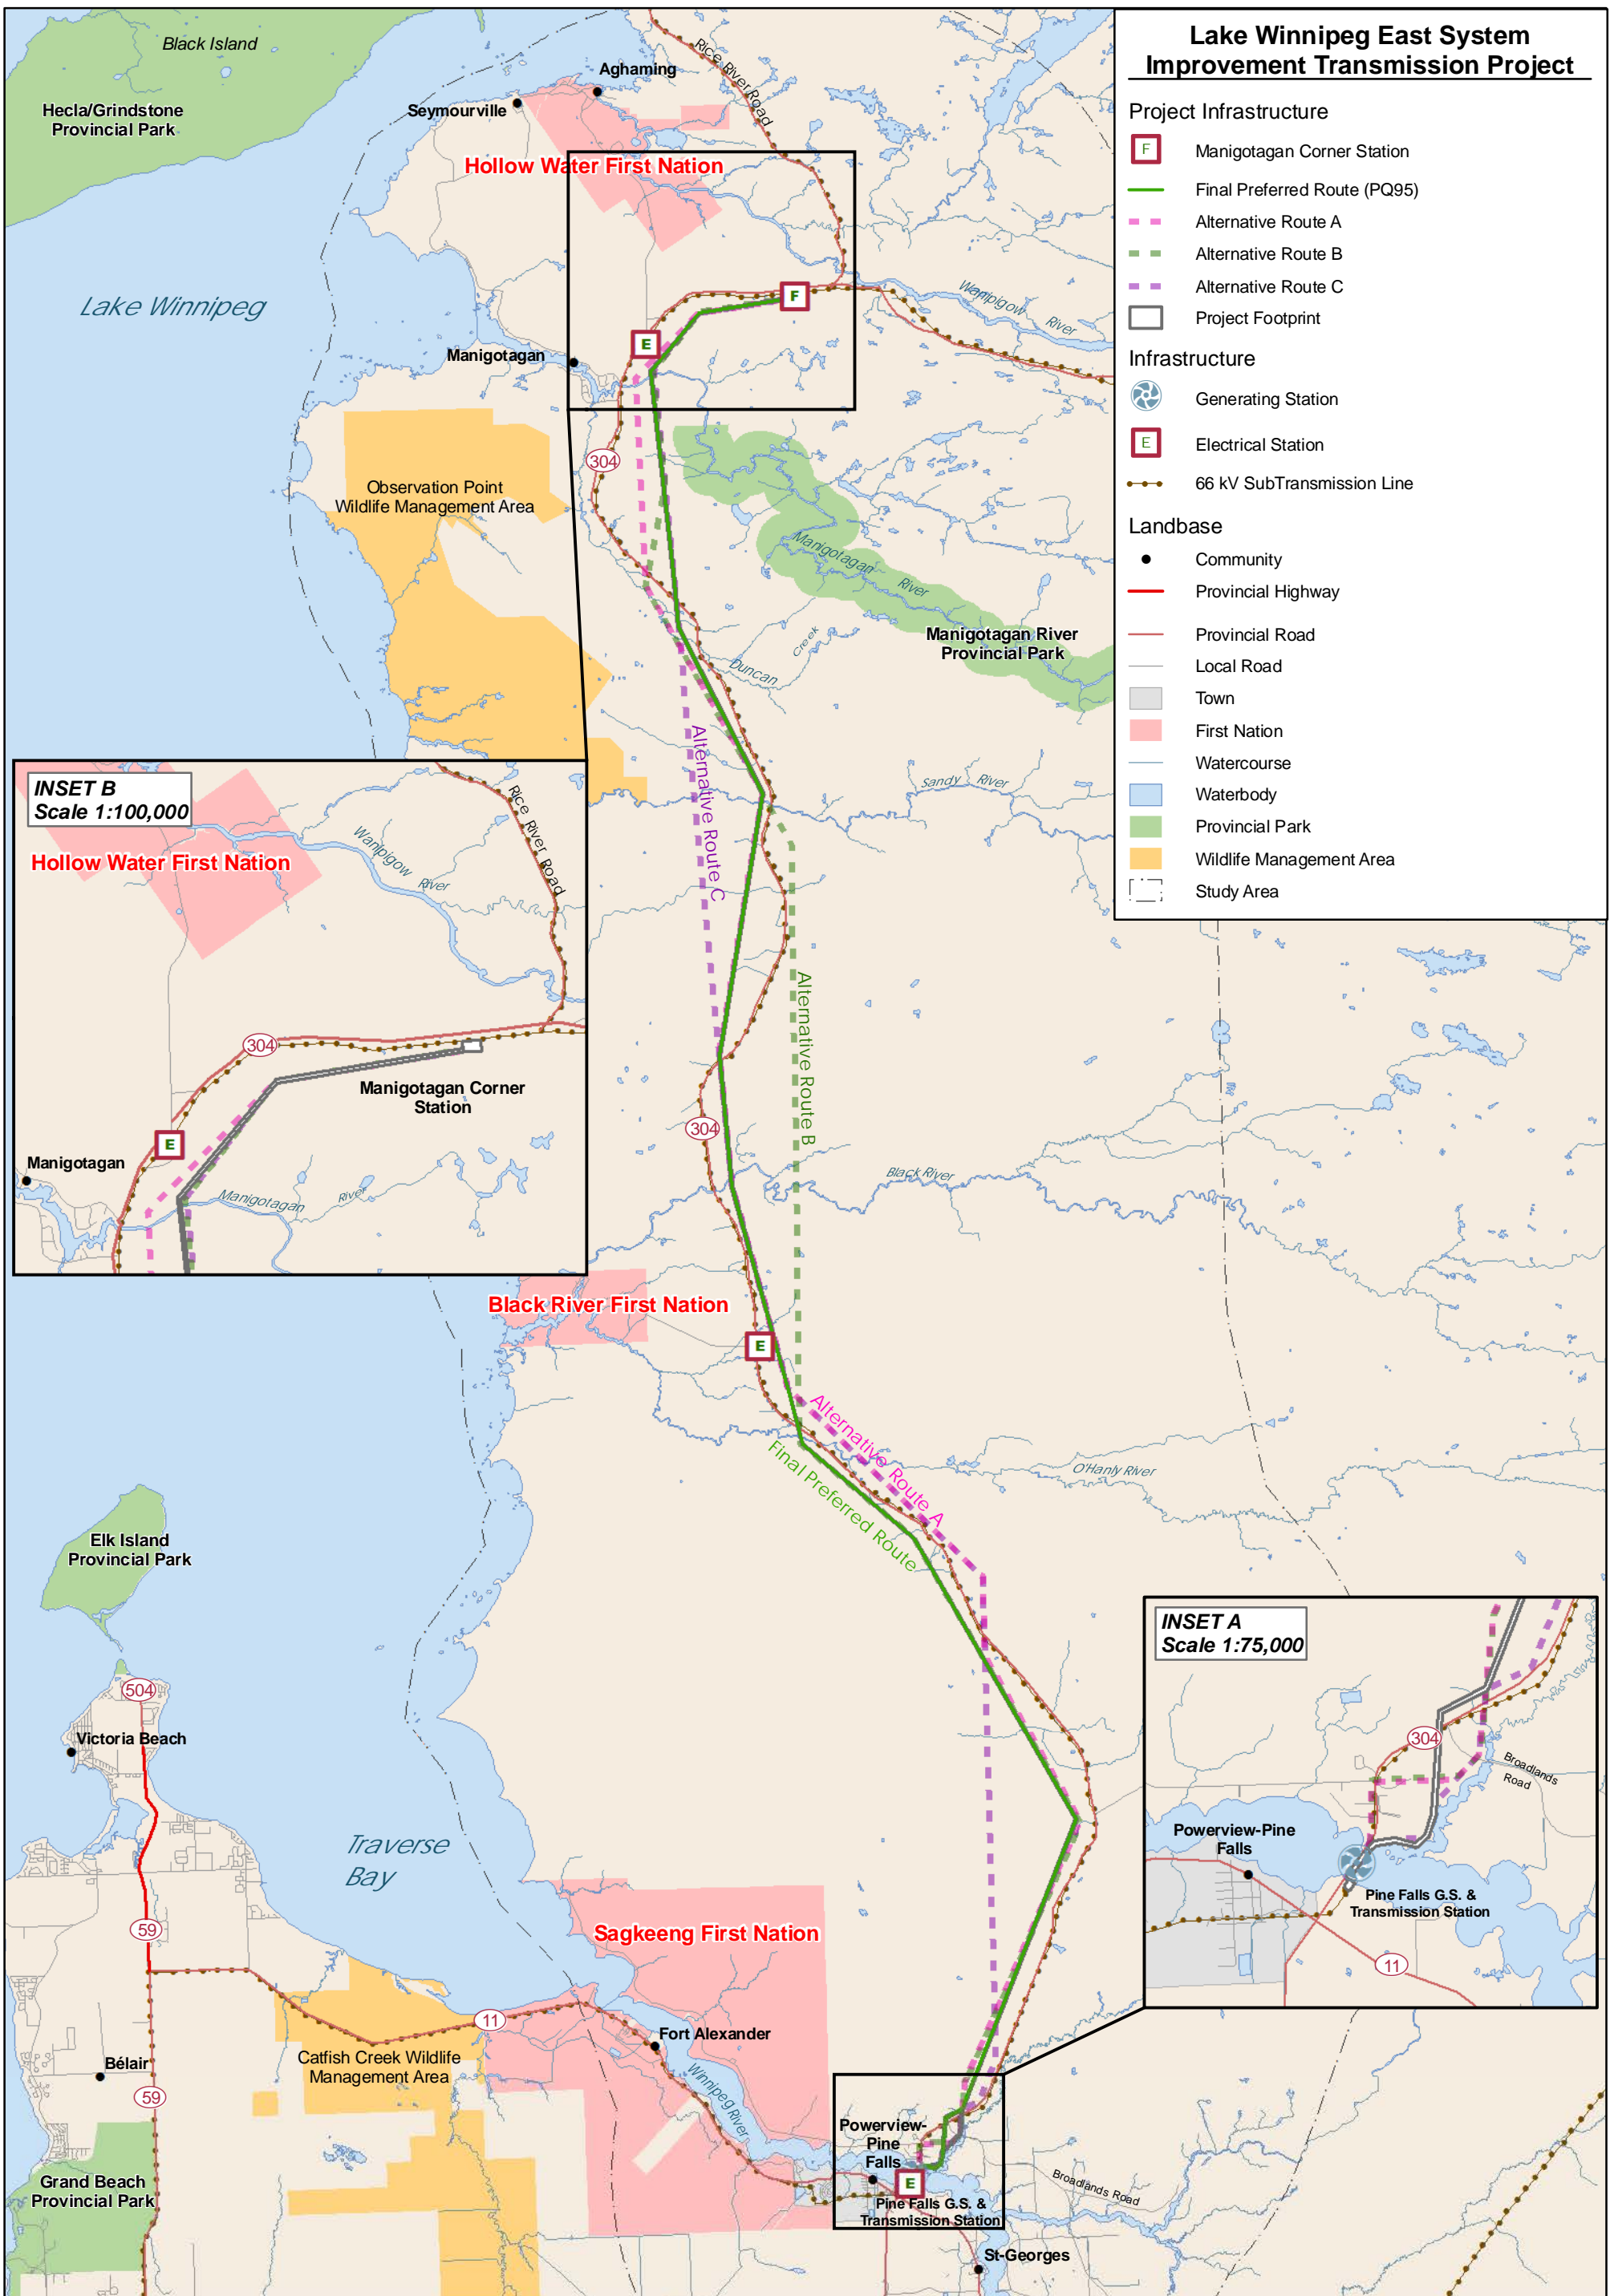 Lake Winnipeg East System
Improvement Transmission Project
Project Infrastructure
F
Manigotagan Corner Station
Final Preferred Route (PQ95)
Alternative Route A
Alternative Route B
Alternative Route C
Project Footprint
Infrastructure
Generating Station
E
Electrical Station
66 kV SubTransmission Line
Landbase
Community
Provincial Highway
Provincial Road
Local Road
Town
First Nation
Watercourse
Waterbody
Provincial Park
Wildlife Management Area
Study Area
Black Island
Hecla/Grindstone
Provincial Park
Aghaming
Seymourville
Rice River Road
Hollow Water First Nation
Lake Winnipeg
F
E
Wanipigow River
Manigotagan
304
Observation Point
Wildlife Management Area
Manigotagan River
Manigotagan River
Provincial Park
Duncan Creek
Alternative Route C
Sandy River
INSET B
Scale 1:100,000
Hollow Water First Nation
Rice River Road
Wanipigow River
304
Manigotagan Corner
Station
E
Manigotagan
Manigotagan River
Alternative Route B
304
Black River
Black River First Nation
E
Alternative Route A
Final Preferred Route
O'Hanly River
Elk Island
Provincial Park
504
Victoria Beach
Traverse
Bay
59
INSET A
Scale 1:75,000
304
Broadlands
Road
Powerview-Pine
Falls
Pine Falls G.S. &
Transmission Station
11
Sagkeeng First Nation
11
Fort Alexander
Catfish Creek Wildlife
Management Area
Bélair
59
Winnipeg River
Powerview-
Pine
Falls
E
Pine Falls G.S. &
Transmission Station
Broadlands Road
Grand Beach
Provincial Park
St-Georges